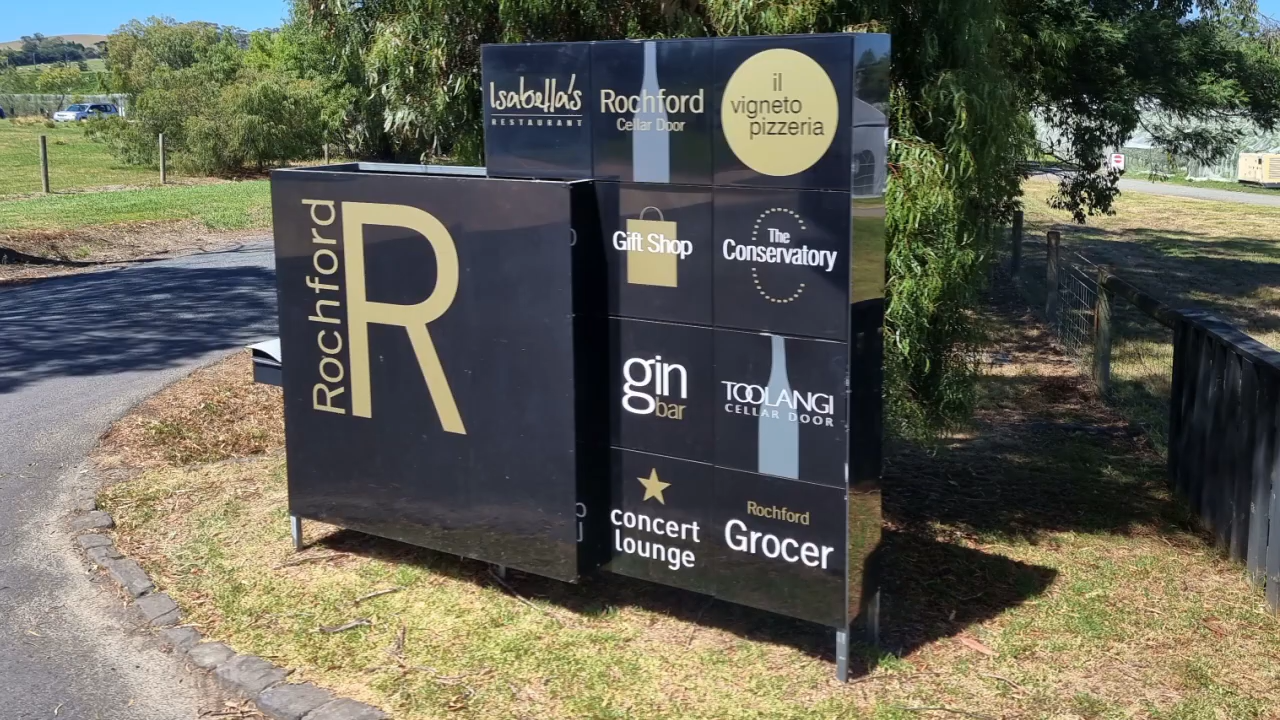 Rochford
R
Isabella's
RESTAURANT
Rochford
Cellar Door
il
vigneto
pizzeria
Gift Shop
The
Conservatory
gin
bar
TOOLANGI
CELLAR DOOR
concert
lounge
Rochford
Grocer